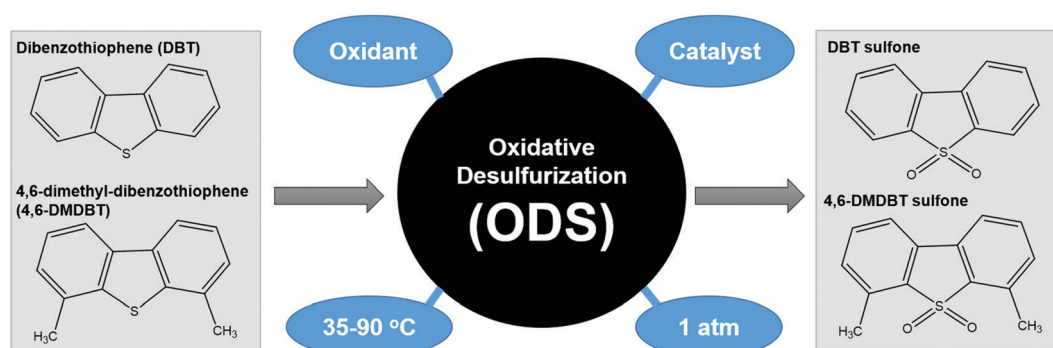 Dibenzothiophene (DBT)
S
4,6-dimethyl-dibenzothiophene
(4,6-DMDBT)
S
H₃C
CH₃
Oxidant
Catalyst
Oxidative
Desulfurization
(ODS)
35-90 ºC
1 atm
DBT sulfone
S
O
O
4,6-DMDBT sulfone
S
H₃C
O
O
CH₃